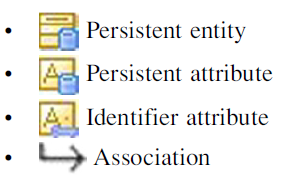 • Persistent entity
• Persistent attribute
• Identifier attribute
• Association